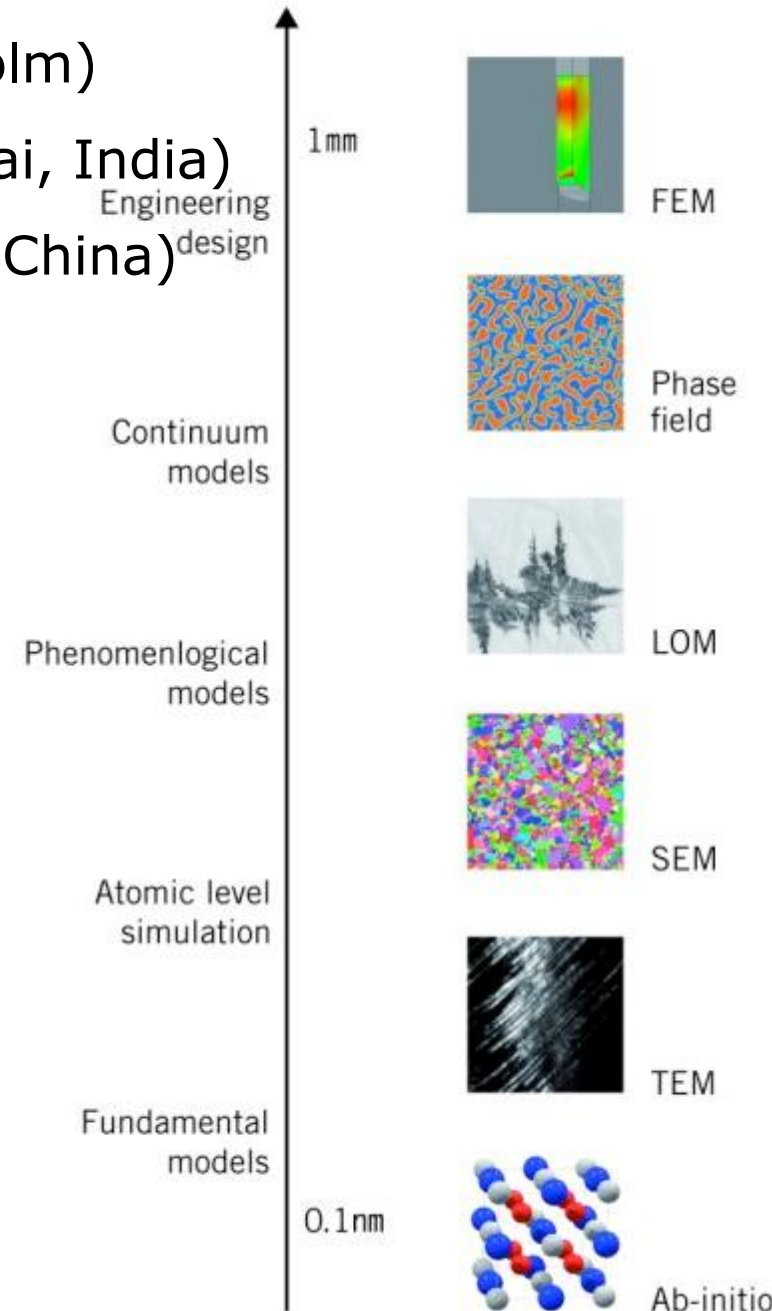 olm)
1mm
ai, India)
Engineering
design
China)
FEM
Phase
field
Continuum
models
LOM
Phenomenlogical
models
SEM
Atomic level
simulation
TEM
Fundamental
models
0.1nm
Ab-initio